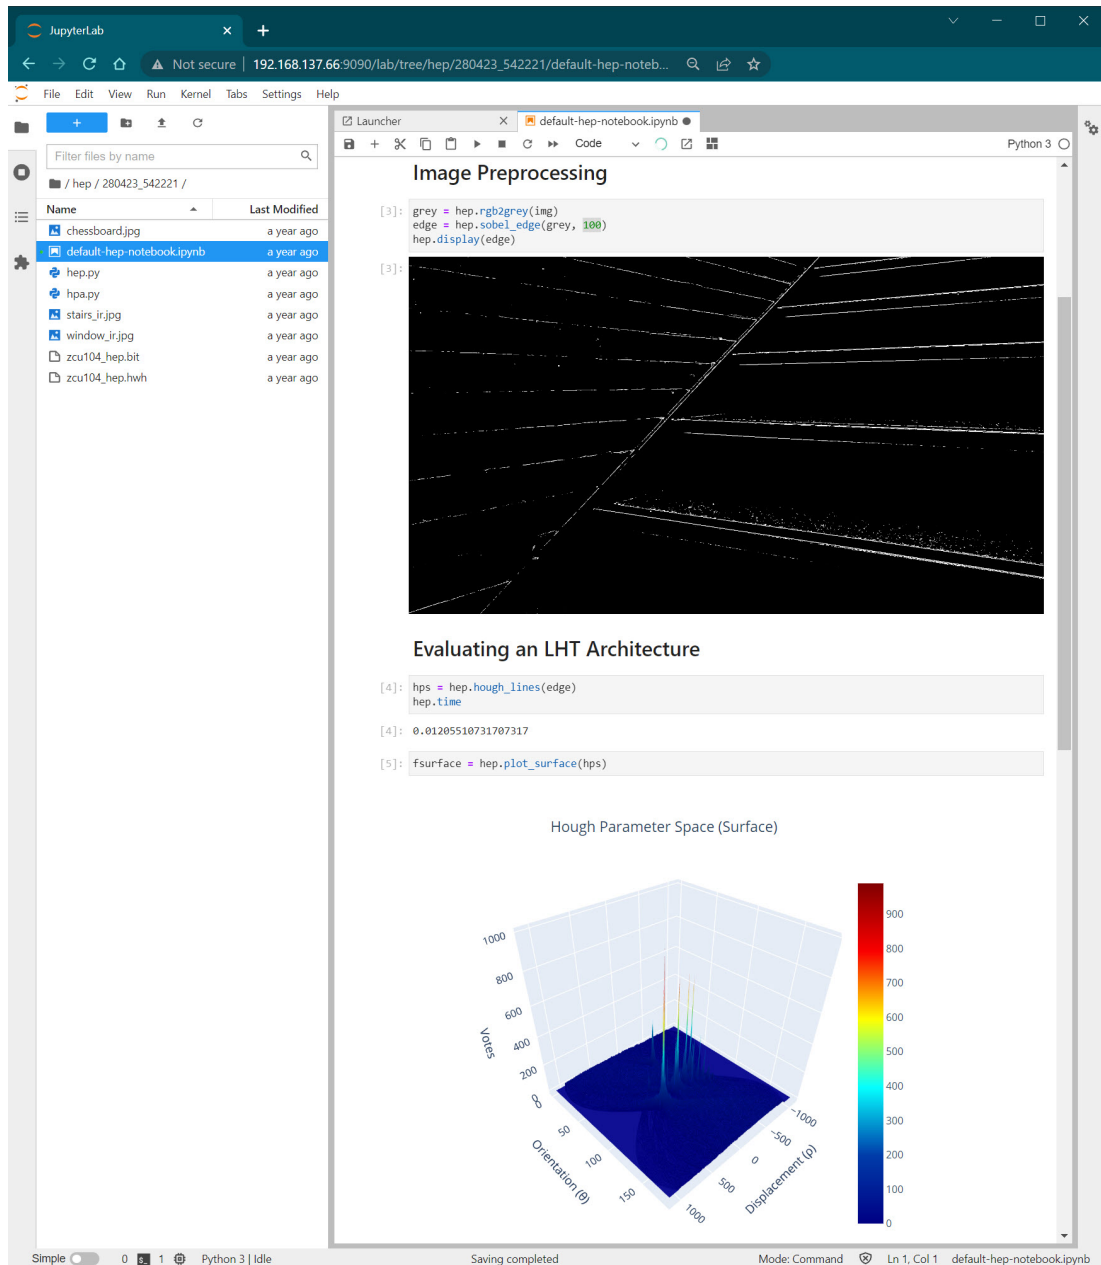 JupyterLab
Not secure | 192.168.137.66:9090/lab/tree/hep/280423_542221/default-hep-noteb...
File Edit View Run Kernel Tabs Settings Help
Launcher
default-hep-notebook.ipynb
Code
Python 3
Filter files by name
/ hep / 280423_542221 /
Name Last Modified
chessboard.jpg a year ago
default-hep-notebook.ipynb a year ago
hep.py a year ago
hpa.py a year ago
stairs_ir.jpg a year ago
window_ir.jpg a year ago
zcu104_hep.bit a year ago
zcu104_hep.hwh a year ago
Image Preprocessing
[3]: grey = hep.rgb2grey(img)
edge = hep.sobel_edge(grey, 100)
hep.display(edge)
[3]:
Evaluating an LHT Architecture
[4]: hps = hep.hough_lines(edge)
hep.time
[4]: 0.01205510731707317
[5]: fsurface = hep.plot_surface(hps)
Hough Parameter Space (Surface)
1000
800
600
400
200
0
Votes
0
50
100
150
Orientation (θ)
−1000
−500
0
500
1000
Displacement (ρ)
900
800
700
600
500
400
300
200
100
0
Simple 0 1 Python 3 | Idle Saving completed Mode: Command Ln 1, Col 1 default-hep-notebook.ipynb